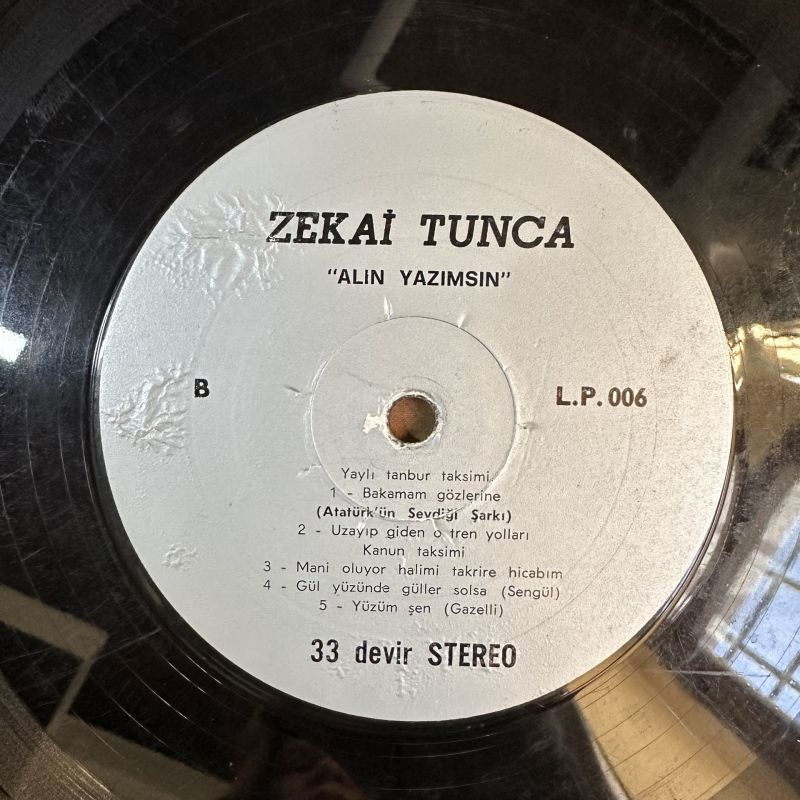 ZEKAİ TUNCA
"ALIN YAZIMSIN"
B
L.P. 006
Yaylı tanbur taksimi
1 - Bakamam gözlerine
(Atatürk'ün Sevdiği Şarkı)
2 - Uzayıp giden o tren yolları
Kanun taksimi
3 - Mani oluyor halimi takrire hicabım
4 - Gül yüzünde güller solsa (Sengül)
5 - Yüzüm şen (Gazelli)
33 devir STEREO